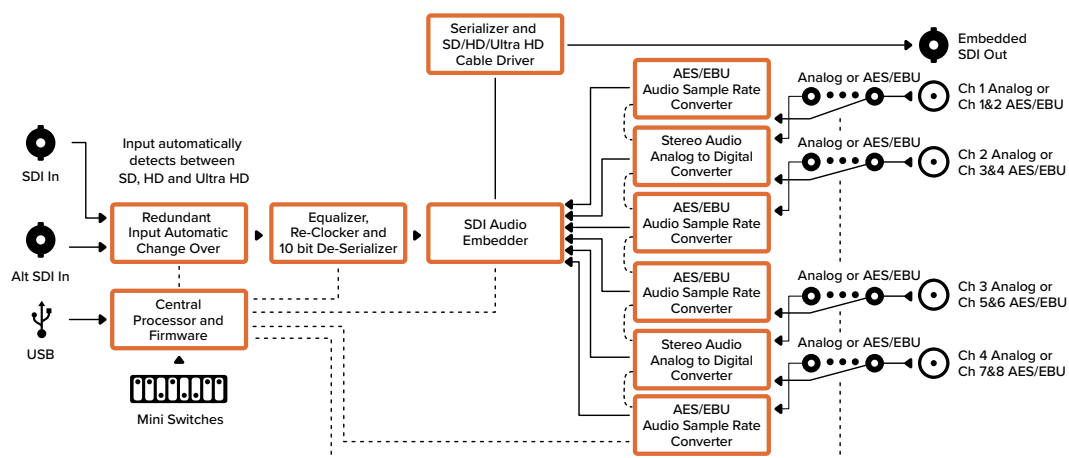 Serializer and
SD/HD/Ultra HD
Cable Driver
Embedded
SDI Out
AES/EBU
Audio Sample Rate
Converter
Analog or AES/EBU
Ch 1 Analog or
Ch 1&2 AES/EBU
SDI In
Input automatically
detects between
SD, HD and Ultra HD
Stereo Audio
Analog to Digital
Converter
Analog or AES/EBU
Ch 2 Analog or
Ch 3&4 AES/EBU
Redundant
Input Automatic
Change Over
Equalizer,
Re-Clocker and
10 bit De-Serializer
SDI Audio
Embedder
AES/EBU
Audio Sample Rate
Converter
Alt SDI In
AES/EBU
Audio Sample Rate
Converter
Analog or AES/EBU
Ch 3 Analog or
Ch 5&6 AES/EBU
Central
Processor and
Firmware
USB
Stereo Audio
Analog to Digital
Converter
Analog or AES/EBU
Ch 4 Analog or
Ch 7&8 AES/EBU
Mini Switches
AES/EBU
Audio Sample Rate
Converter